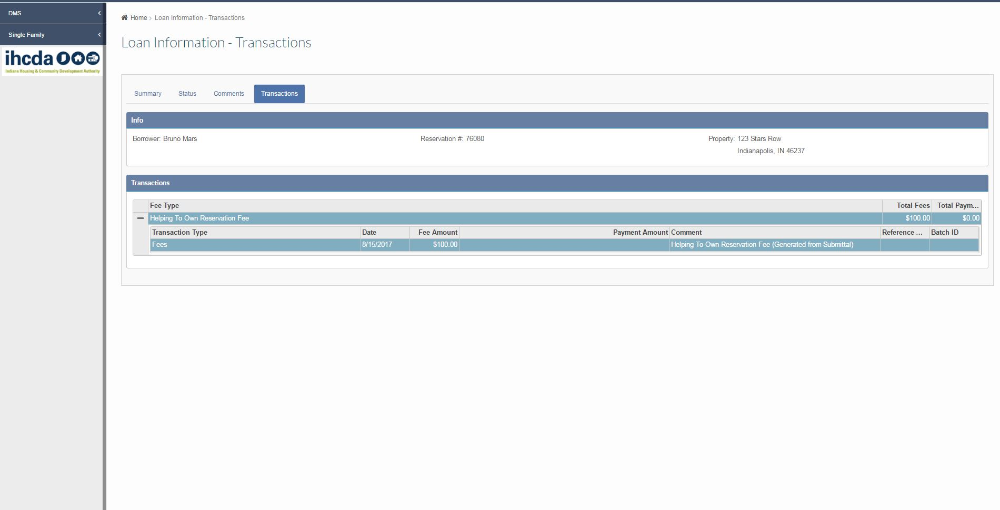 DMS
Single Family
ihcda
Indiana Housing & Community Development Authority
Home > Loan Information - Transactions
Loan Information - Transactions
Summary Status Comments Transactions
Info
Borrower: Bruno Mars Reservation #: 76080 Property: 123 Stars Row
Indianapolis, IN 46237
Transactions
Fee Type Total Fees Total Paym...
Helping To Own Reservation Fee $100.00 $0.00
Transaction Type Date Fee Amount Payment Amount Comment Reference ... Batch ID
Fees 8/15/2017 $100.00 Helping To Own Reservation Fee (Generated from Submittal)